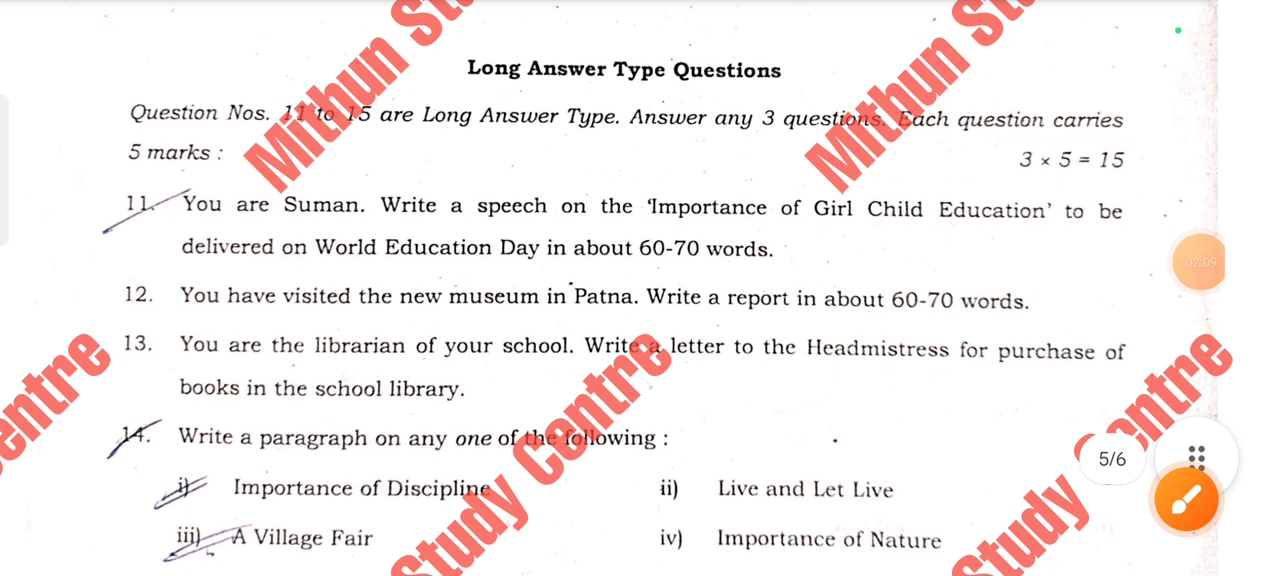 Mithun St
Mithun St
Long Answer Type Questions
Question Nos. 11 to 15 are Long Answer Type. Answer any 3 questions. Each question carries
5 marks :
3 × 5 = 15
11. You are Suman. Write a speech on the ‘Importance of Girl Child Education’ to be
delivered on World Education Day in about 60-70 words.
02:09
12. You have visited the new museum in Patna. Write a report in about 60-70 words.
13. You are the librarian of your school. Write a letter to the Headmistress for purchase of
books in the school library.
14. Write a paragraph on any one of the following :
5/6
i) Importance of Discipline
ii) Live and Let Live
iii) A Village Fair
iv) Importance of Nature
entre
Study Centre
Study Centre